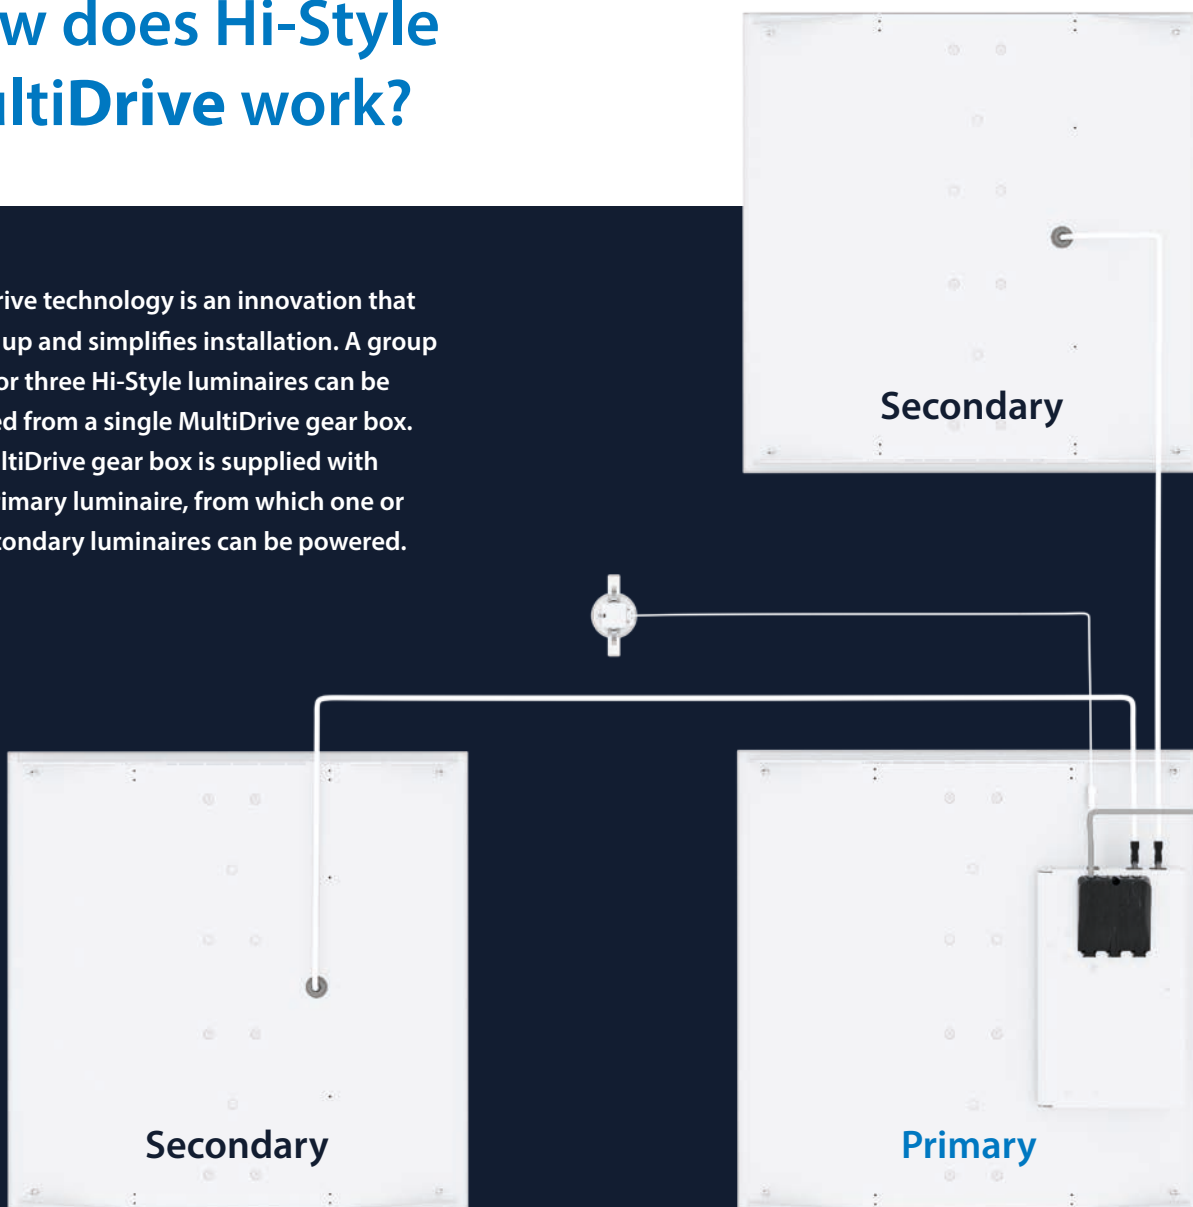 w does Hi-Style
ltiDrive work?
rive technology is an innovation that
up and simplifies installation. A group
or three Hi-Style luminaires can be
ed from a single MultiDrive gear box.
ltiDrive gear box is supplied with
rimary luminaire, from which one or
condary luminaires can be powered.
Secondary
Secondary
Primary